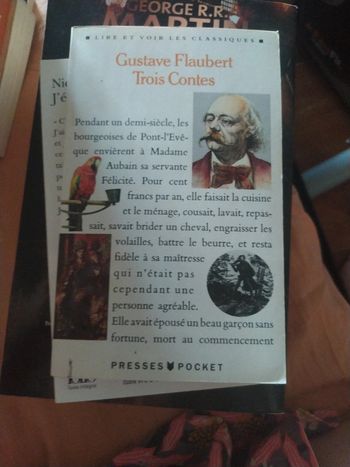 GEORGE R.R.
LIRE ET VOIR LES CLASSIQUES
Gustave Flaubert
Trois Contes
Pendant un demi-siècle, les
bourgeoises de Pont-l'Evê-
que envièrent à Madame
Aubain sa servante
Félicité. Pour cent
francs par an, elle faisait la cuisine
et le ménage, cousait, lavait, repas-
sait, savait brider un cheval, engraisser les
volailles, battre le beurre, et resta
fidèle à sa maîtresse
qui n'était pas
cependant une
personne agréable.
Elle avait épousé un beau garçon sans
fortune, mort au commencement
PRESSES POCKET